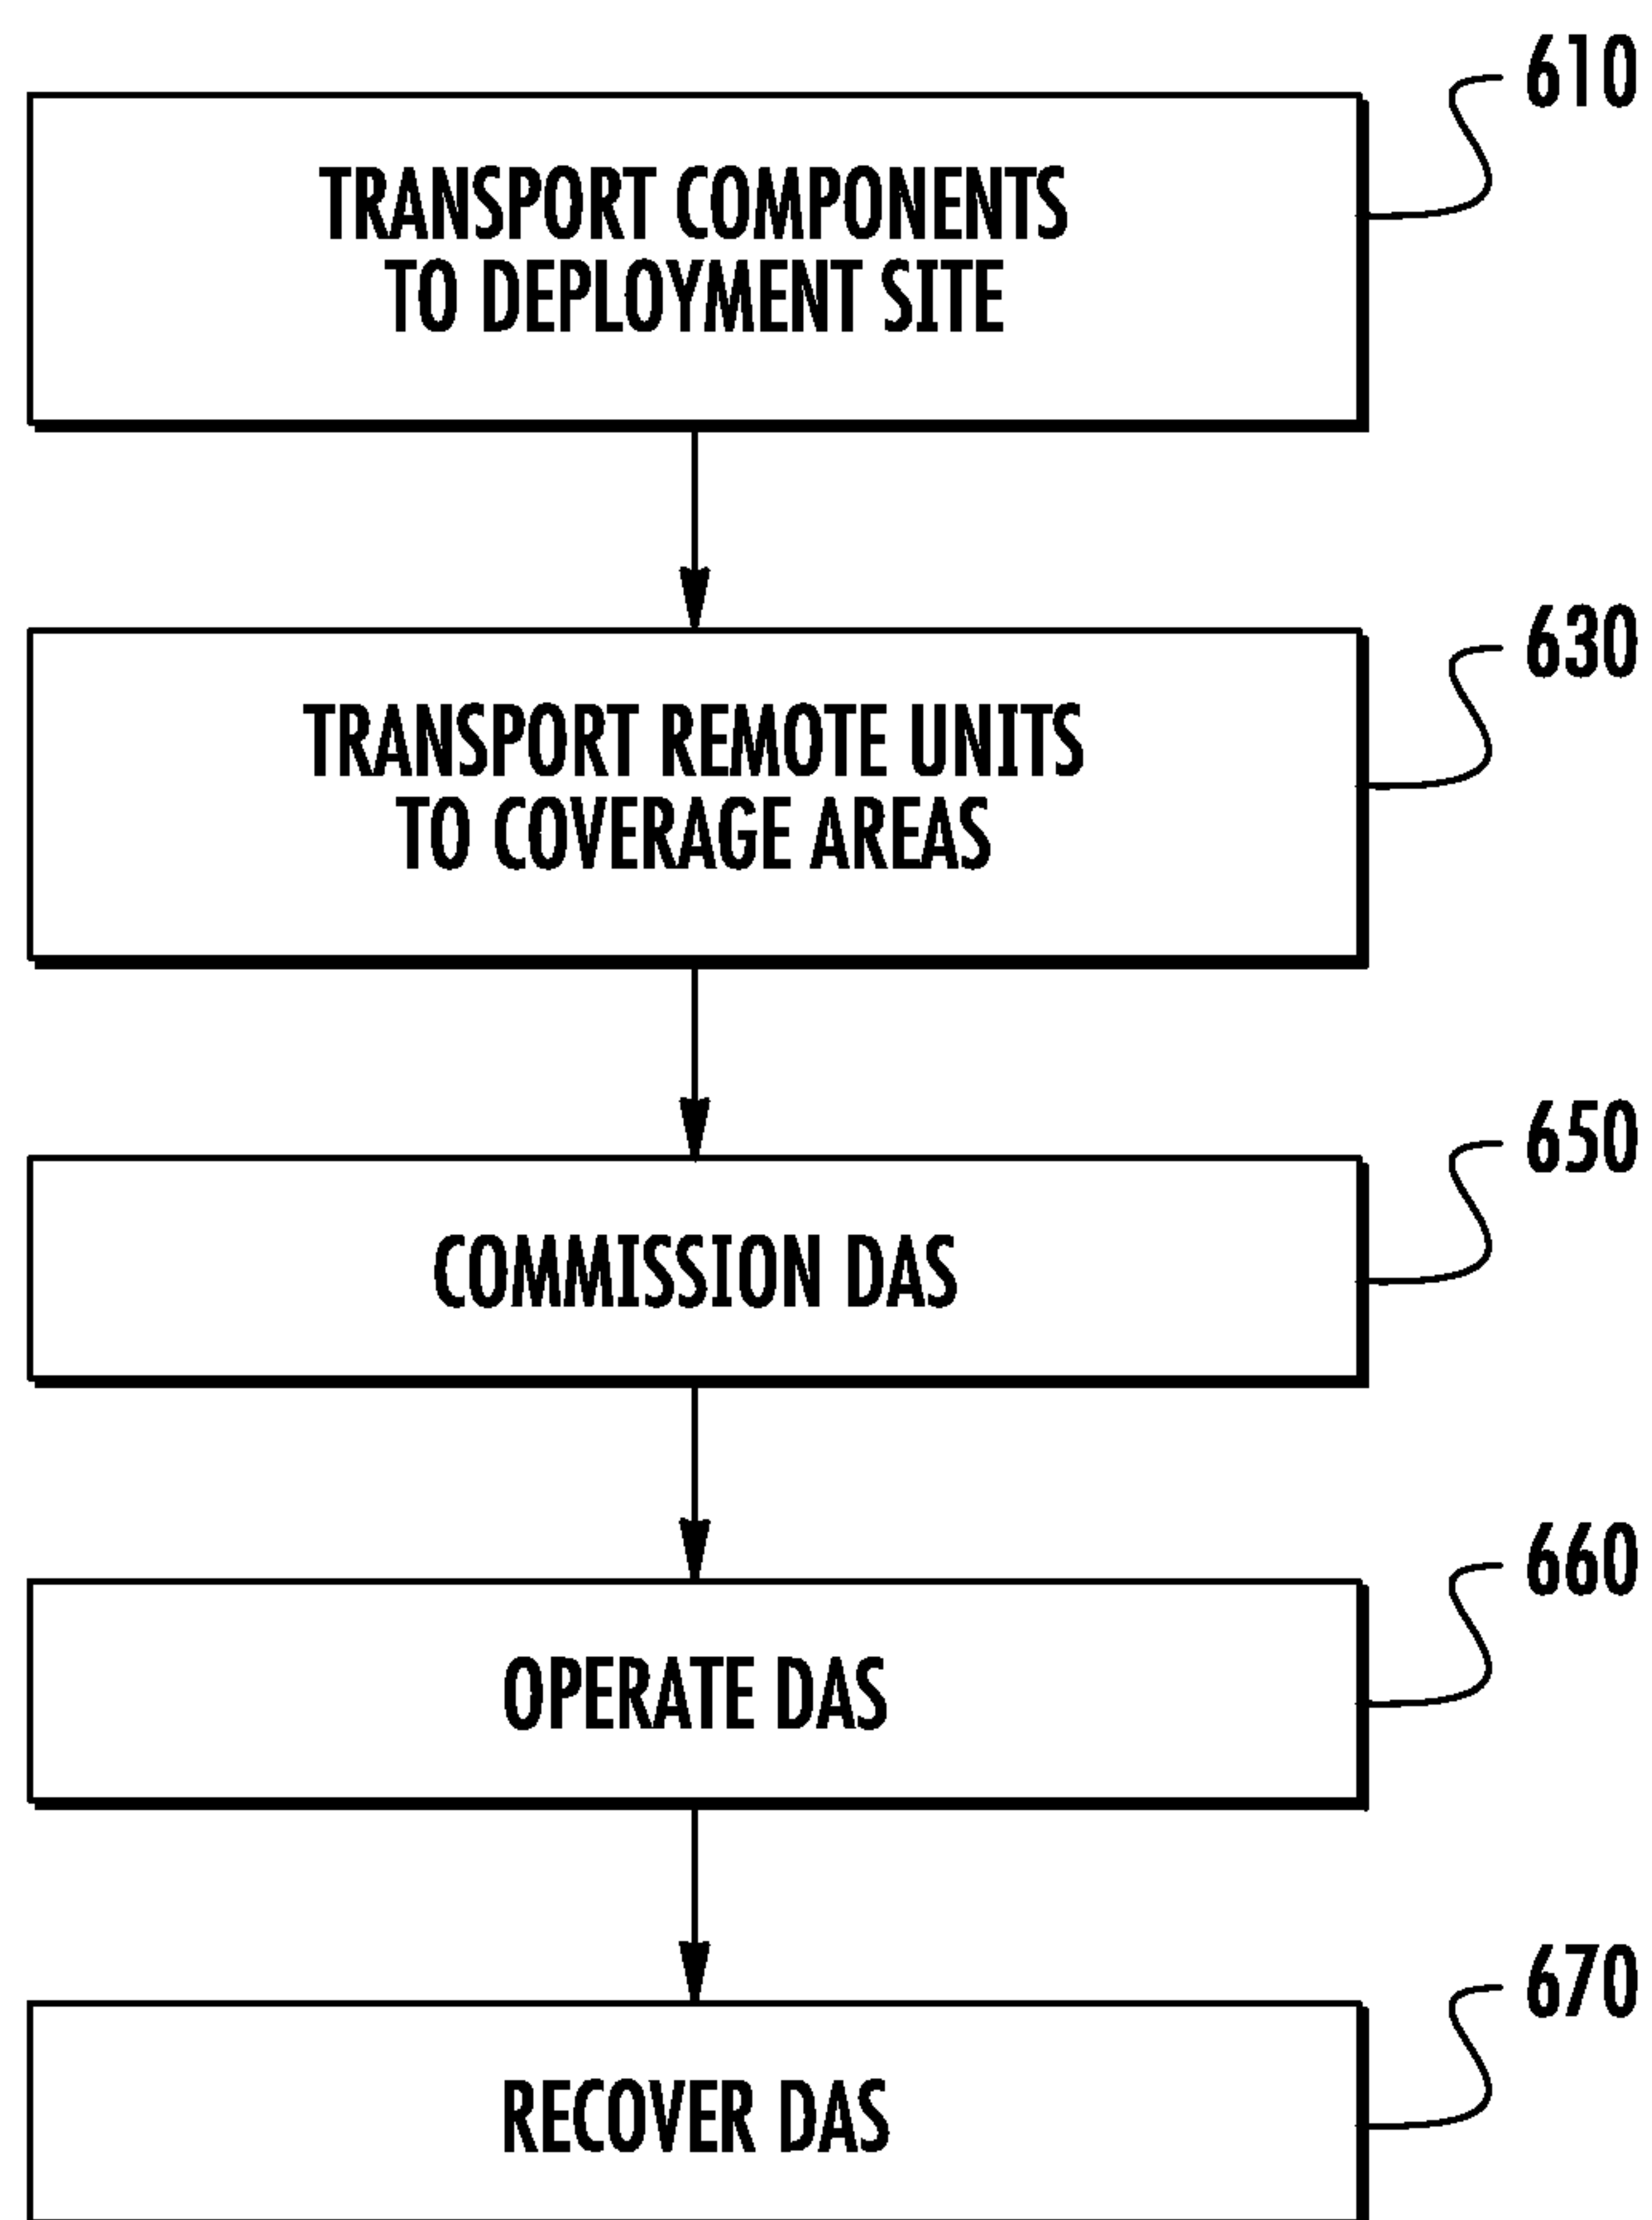 610
TRANSPORT COMPONENTS
TO DEPLOYMENT SITE
630
TRANSPORT REMOTE UNITS
TO COVERAGE AREAS
650
COMMISSION DAS
660
OPERATE DAS
670
RECOVER DAS